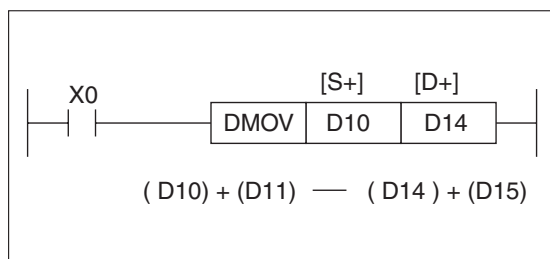 [S+] [D+]
X0
DMOV D10 D14
( D10) + (D11) — ( D14 ) + (D15)